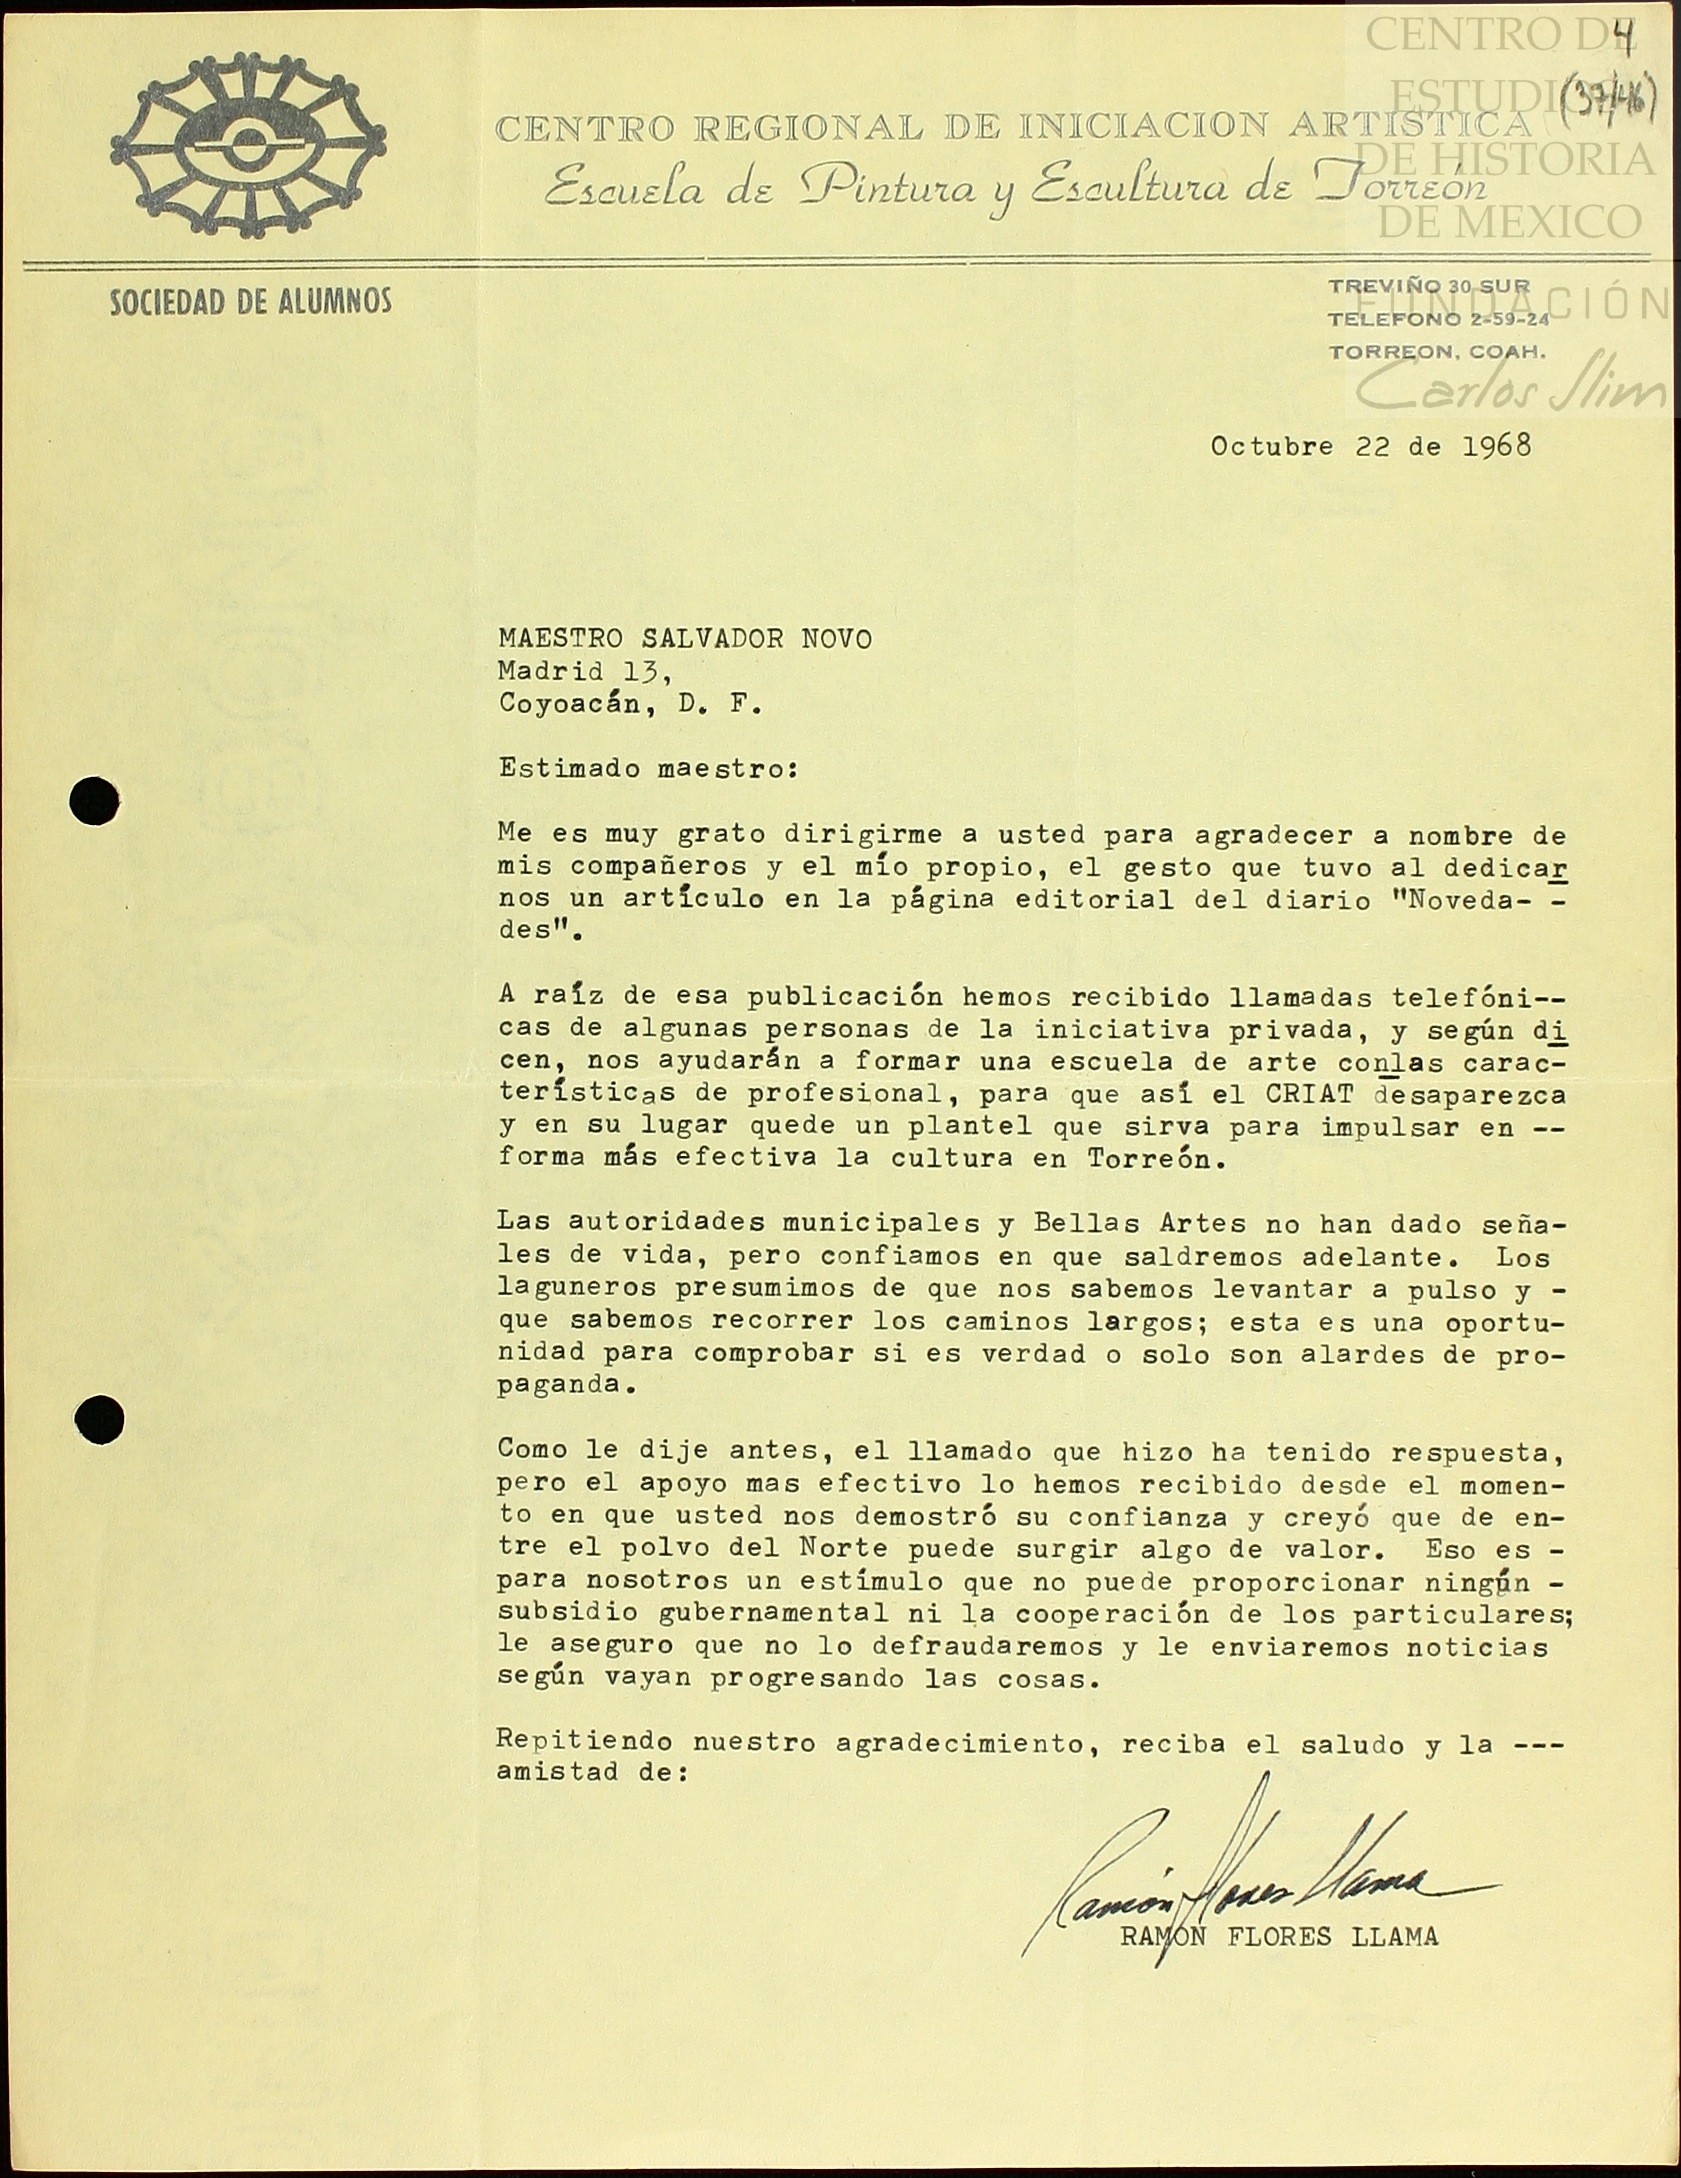 4
(37/46)
CENTRO DE
ESTUDIOS
DE HISTORIA
DE MEXICO
FUNDACIÓN
Carlos Slim
CENTRO REGIONAL DE INICIACION ARTISTICA
Escuela de Pintura y Escultura de Torreón
SOCIEDAD DE ALUMNOS
TREVIÑO 30 SUR
TELEFONO 2-59-24
TORREON, COAH.
Octubre 22 de 1968
MAESTRO SALVADOR NOVO
Madrid 13,
Coyoacán, D. F.
Estimado maestro:
Me es muy grato dirigirme a usted para agradecer a nombre de
mis compañeros y el mío propio, el gesto que tuvo al dedicar
nos un artículo en la página editorial del diario "Noveda- -
des".
A raíz de esa publicación hemos recibido llamadas telefóni--
cas de algunas personas de la iniciativa privada, y según di
cen, nos ayudarán a formar una escuela de arte conlas carac-
terísticas de profesional, para que así el CRIAT desaparezca
y en su lugar quede un plantel que sirva para impulsar en --
forma más efectiva la cultura en Torreón.
Las autoridades municipales y Bellas Artes no han dado seña-
les de vida, pero confiamos en que saldremos adelante. Los
laguneros presumimos de que nos sabemos levantar a pulso y -
que sabemos recorrer los caminos largos; esta es una oportu-
nidad para comprobar si es verdad o solo son alardes de pro-
paganda.
Como le dije antes, el llamado que hizo ha tenido respuesta,
pero el apoyo mas efectivo lo hemos recibido desde el momen-
to en que usted nos demostró su confianza y creyó que de en-
tre el polvo del Norte puede surgir algo de valor. Eso es -
para nosotros un estímulo que no puede proporcionar ningún -
subsidio gubernamental ni la cooperación de los particulares;
le aseguro que no lo defraudaremos y le enviaremos noticias
según vayan progresando las cosas.
Repitiendo nuestro agradecimiento, reciba el saludo y la ---
amistad de:
Ramón Flores Llama
RAMON FLORES LLAMA